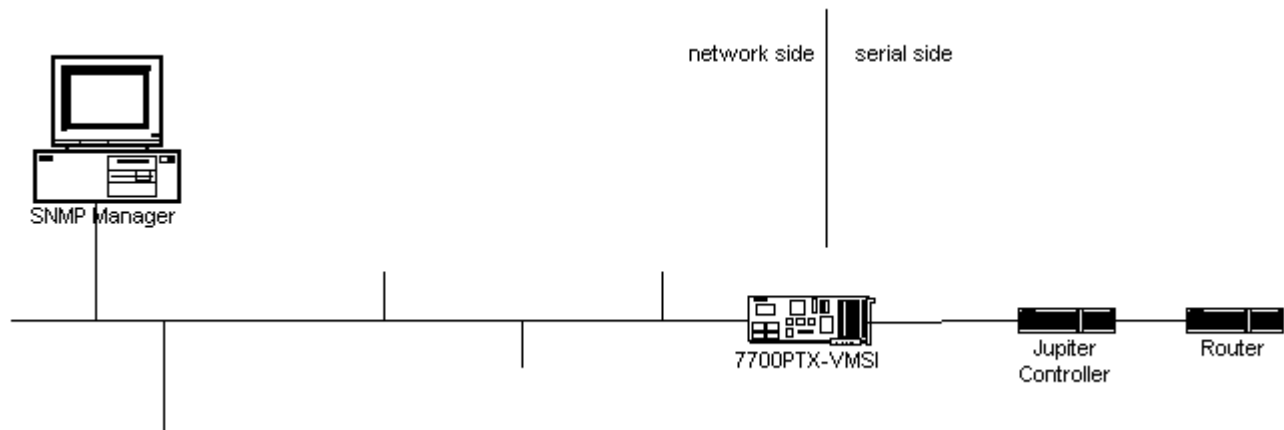 network side
serial side
SNMP Manager
7700PTX-VMSI
Jupiter
Controller
Router